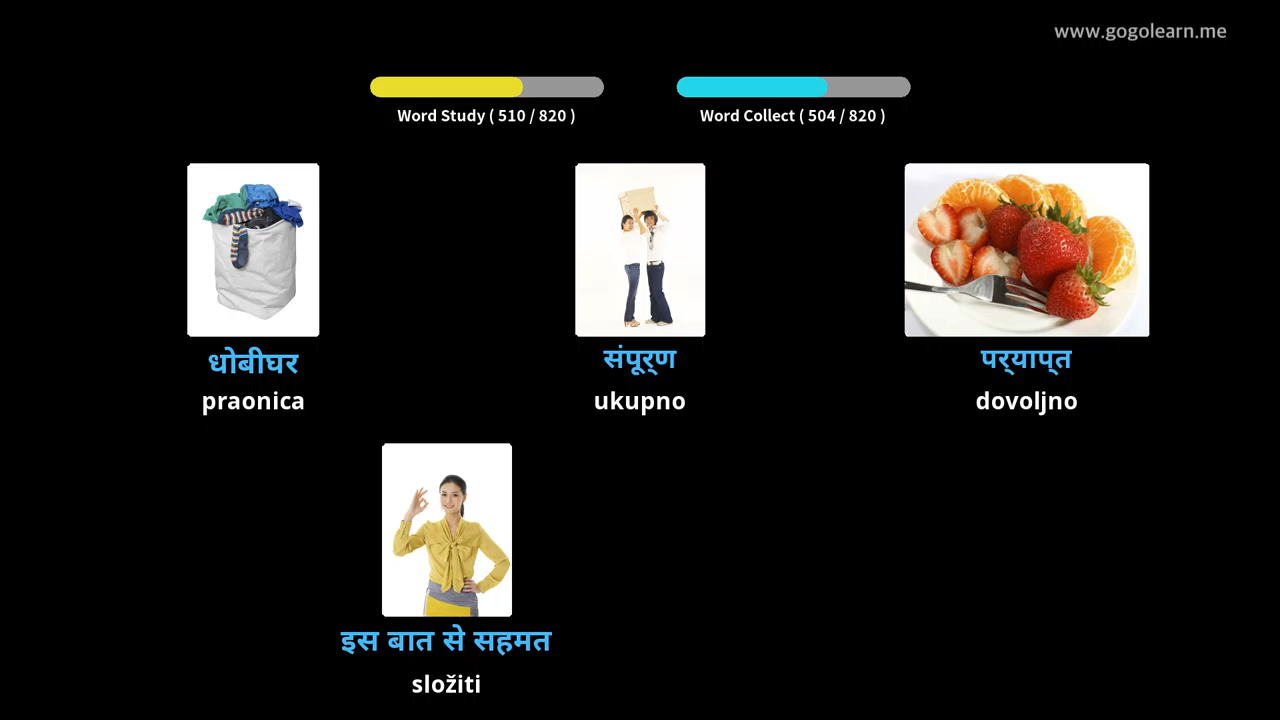 www.gogolearn.me
Word Study ( 510 / 820 )
Word Collect ( 504 / 820 )
धोबीघर
praonica
संपूर्ण
ukupno
पर्याप्त
dovoljno
इस बात से सहमत
složiti